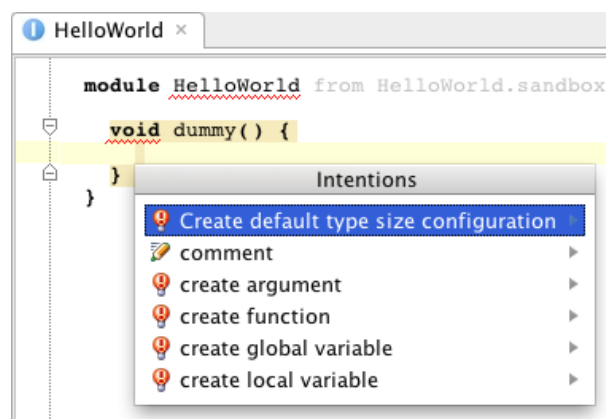 HelloWorld ×
module HelloWorld from HelloWorld.sandbox
void dummy() {
}
}
Intentions
Create default type size configuration
comment
create argument
create function
create global variable
create local variable